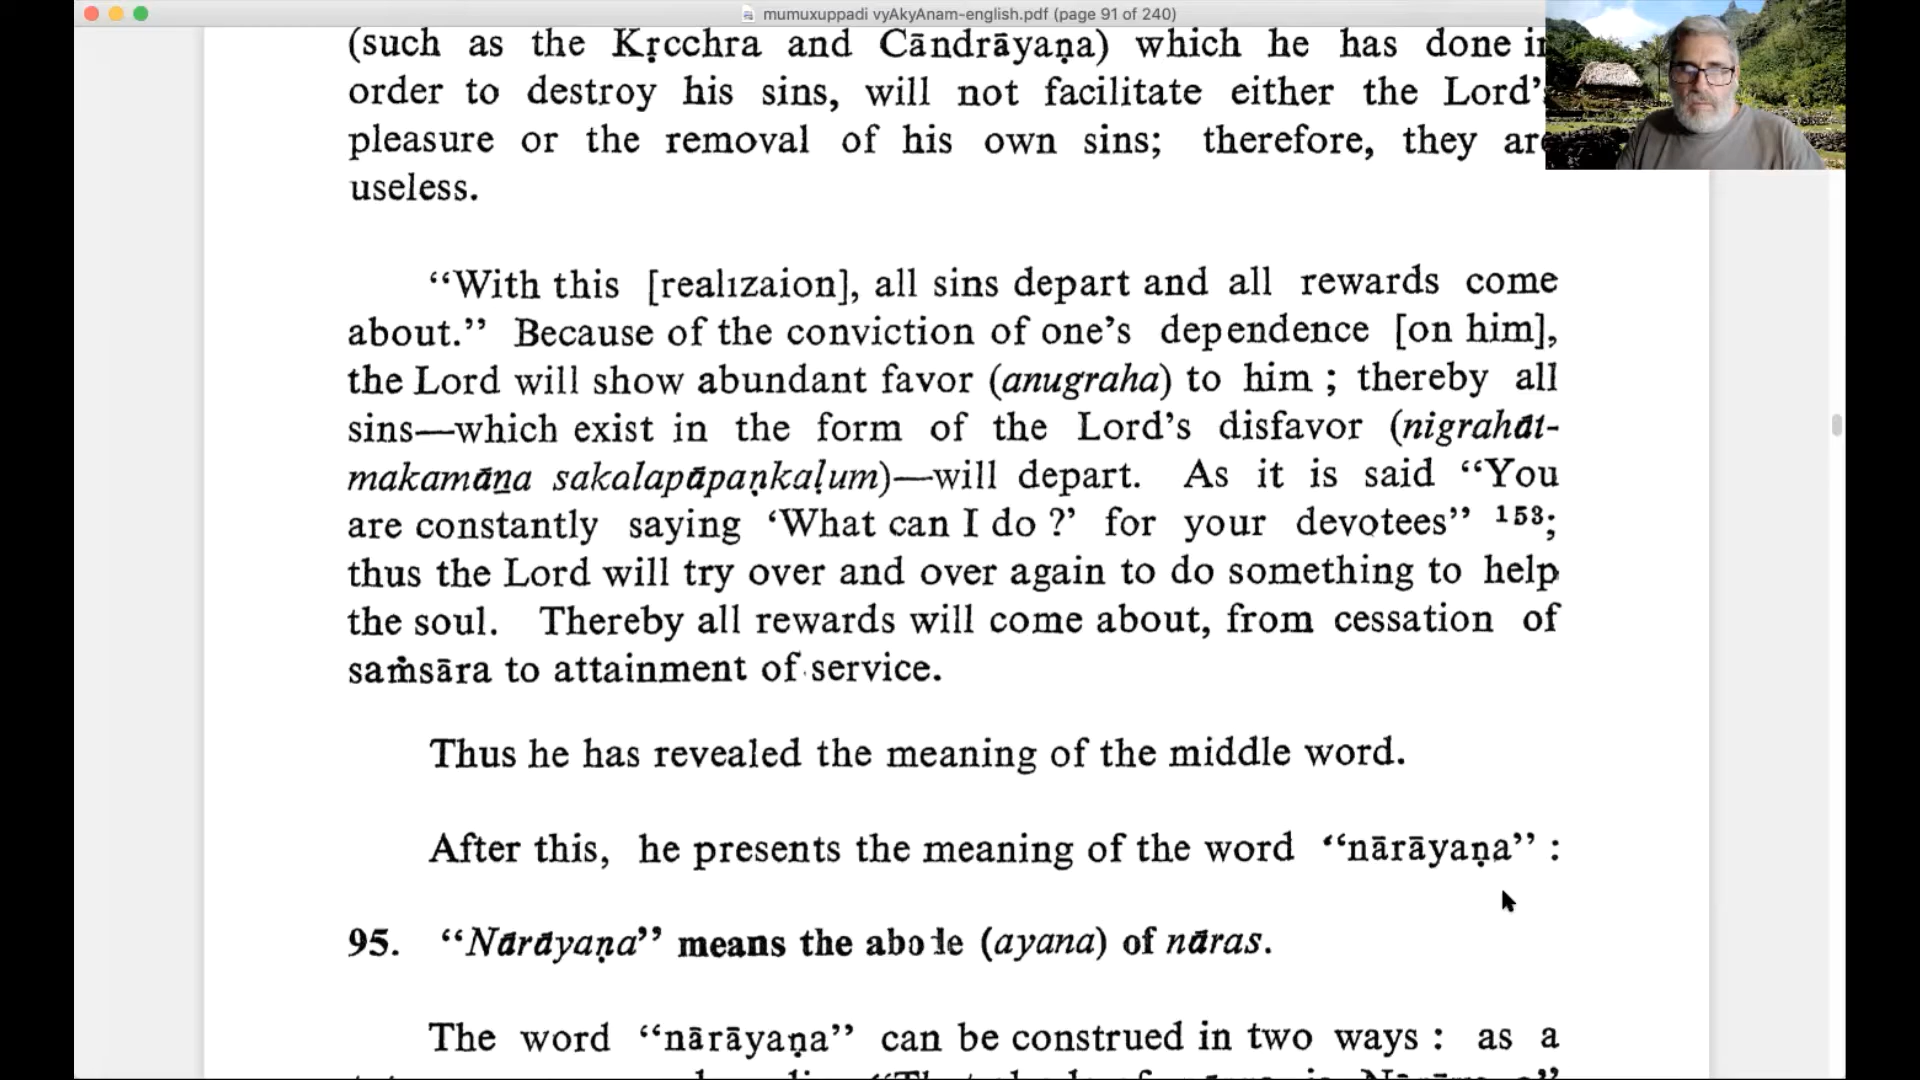 mumuxuppadi vyAkyAnam-english.pdf (page 91 of 240)
(such as the Kṛcchra and Cāndrāyaṇa) which he has done in
order to destroy his sins, will not facilitate either the Lord's
pleasure or the removal of his own sins; therefore, they are
useless.
“With this [realızaion], all sins depart and all rewards come
about.” Because of the conviction of one's dependence [on him],
the Lord will show abundant favor (anugraha) to him ; thereby all
sins—which exist in the form of the Lord's disfavor (nigrahāt-
makamāṉa sakalapāpaṇkaḷum)—will depart. As it is said “You
are constantly saying ‘What can I do ?’ for your devotees” 153;
thus the Lord will try over and over again to do something to help
the soul. Thereby all rewards will come about, from cessation of
saṁsāra to attainment of service.
Thus he has revealed the meaning of the middle word.
After this, he presents the meaning of the word “nārāyaṇa” :
95. “Nārāyaṇa” means the abode (ayana) of nāras.
The word “nārāyaṇa” can be construed in two ways : as a